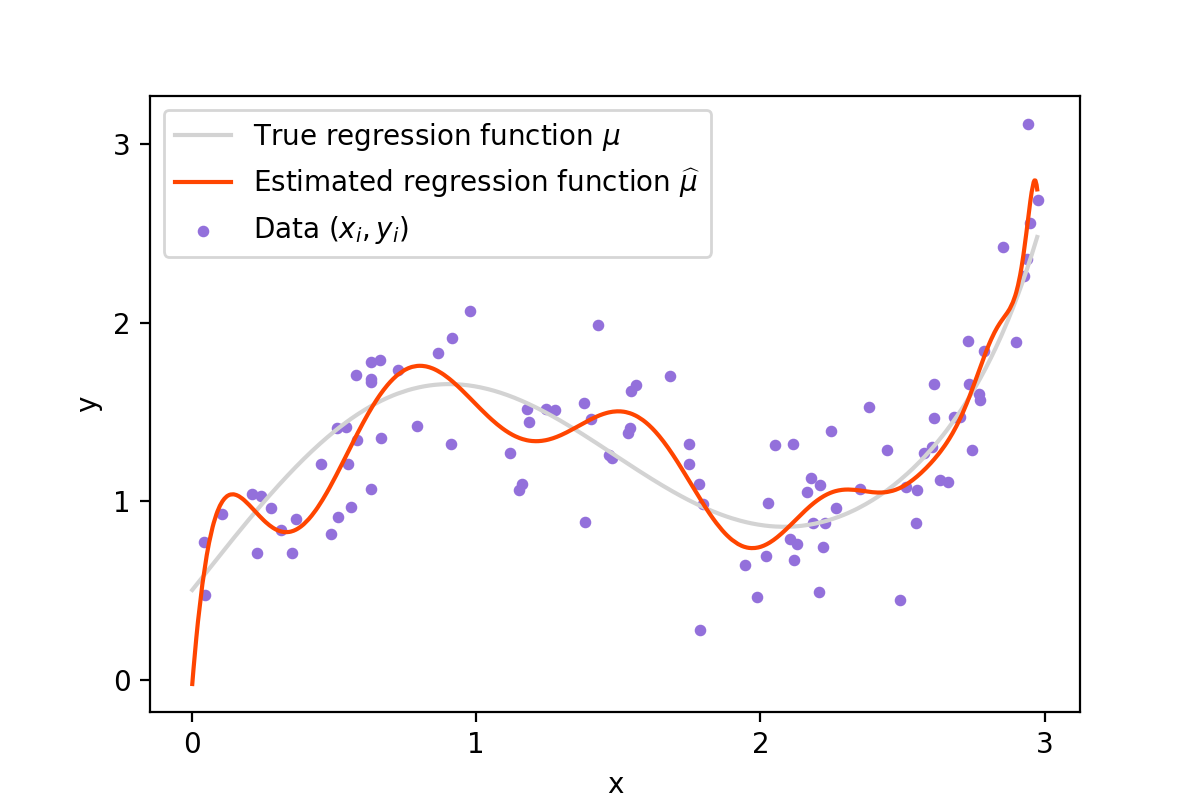 True regression function μ
Estimated regression function μ̂
Data (xᵢ, yᵢ)
3
2
1
0
y
0 1 2 3
x